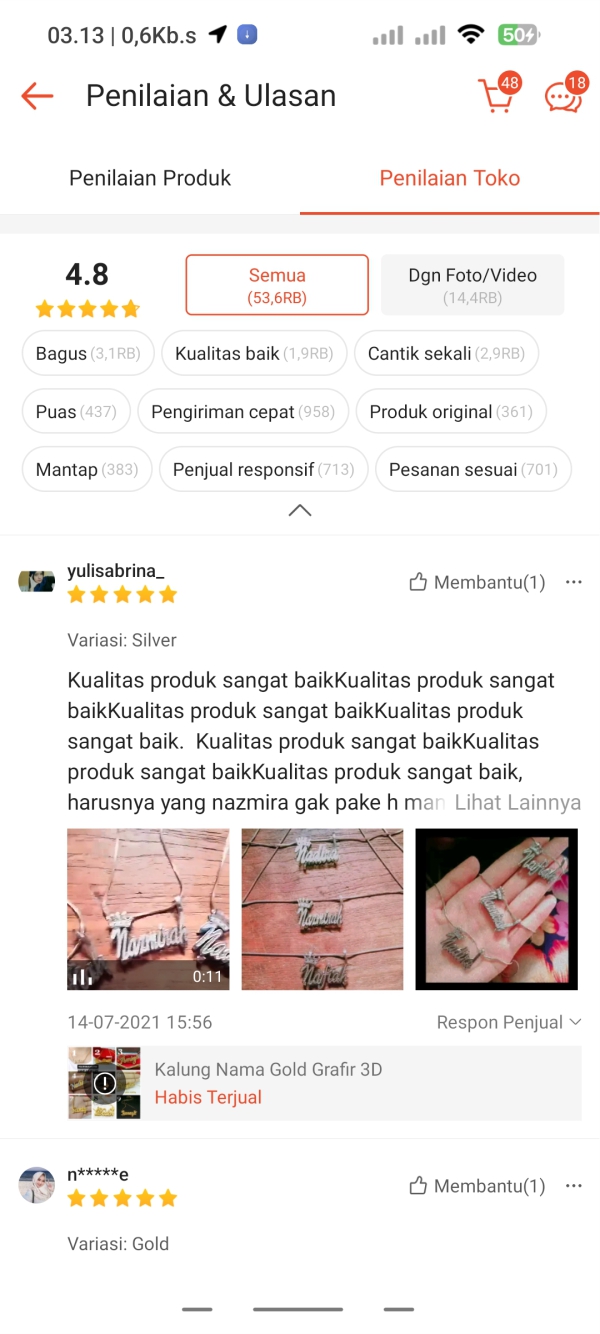 03.13 | 0,6Kb.s
50
Penilaian & Ulasan
48
18
Penilaian Produk
Penilaian Toko
4.8
Semua
(53,6RB)
Dgn Foto/Video
(14,4RB)
Bagus (3,1RB)
Kualitas baik (1,9RB)
Cantik sekali (2,9RB)
Puas (437)
Pengiriman cepat (958)
Produk original (361)
Mantap (383)
Penjual responsif (713)
Pesanan sesuai (701)
yulisabrina_
Membantu(1)
Variasi: Silver
Kualitas produk sangat baikKualitas produk sangat
baikKualitas produk sangat baikKualitas produk
sangat baik.  Kualitas produk sangat baikKualitas
produk sangat baikKualitas produk sangat baik,
harusnya yang nazmira gak pake h man Lihat Lainnya
Nazmirah
0:11
14-07-2021 15:56
Respon Penjual
Kalung Nama Gold Grafir 3D
Habis Terjual
n*****e
Membantu(1)
Variasi: Gold